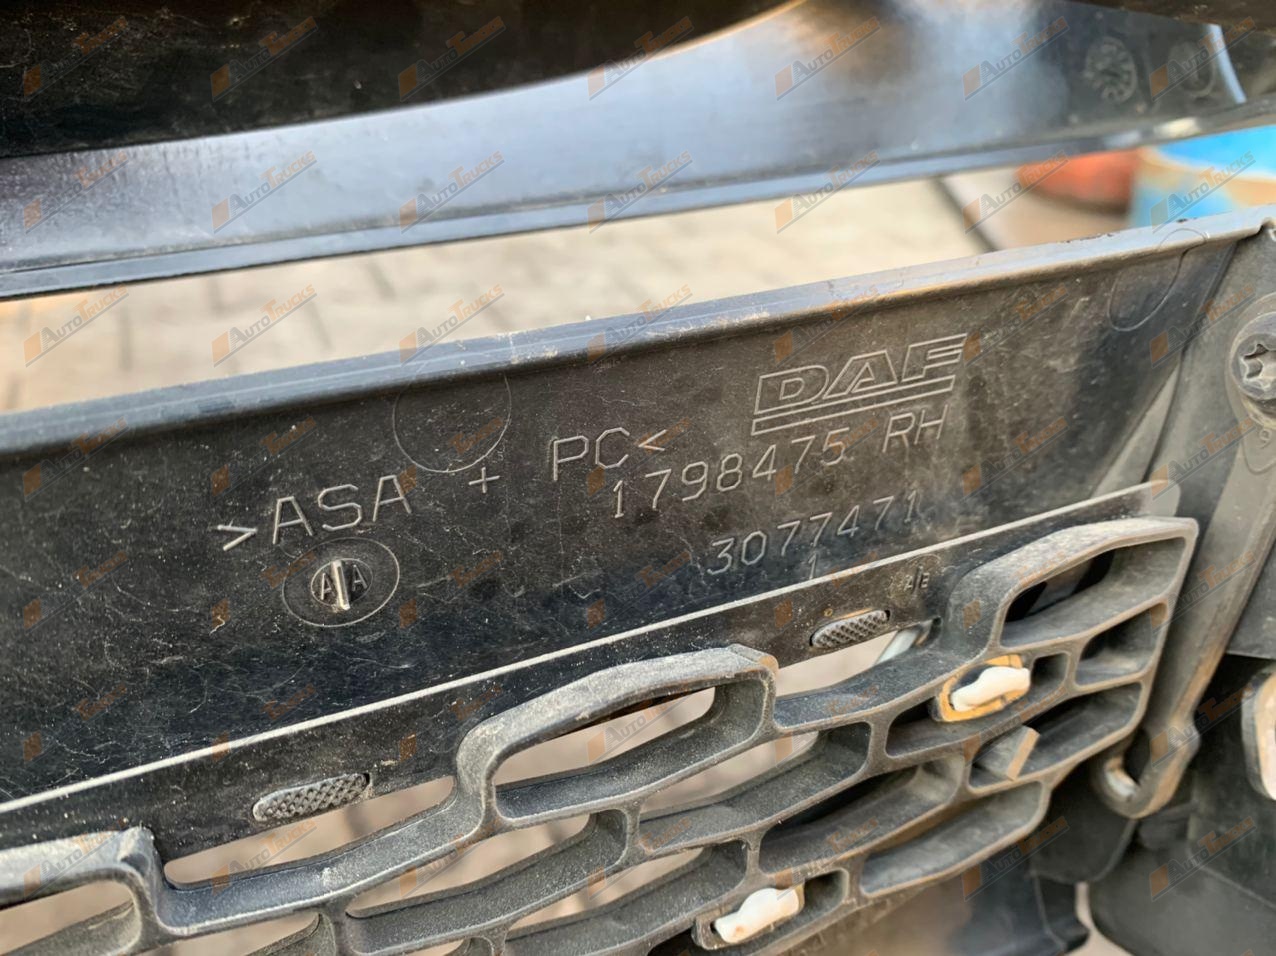 DAF
>ASA + PC<
1798475 RH
3077471
1
A A